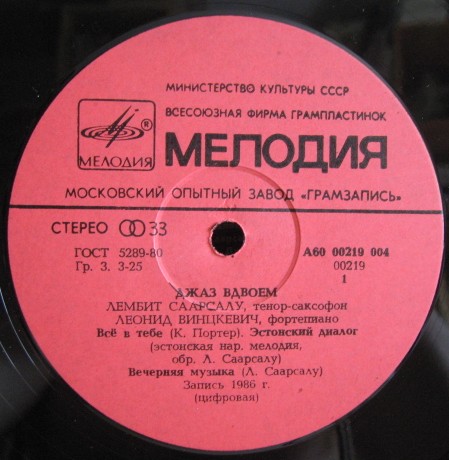 МИНИСТЕРСТВО КУЛЬТУРЫ СССР
ВСЕСОЮЗНАЯ ФИРМА ГРАМПЛАСТИНОК
® МЕЛОДИЯ
МЕЛОДИЯ
МОСКОВСКИЙ ОПЫТНЫЙ ЗАВОД «ГРАМЗАПИСЬ»
СТЕРЕО 33
ГОСТ 5289-80 А60 00219 004
Гр. 3. 3-25 00219
1
ДЖАЗ ВДВОЕМ
ЛЕМБИТ СААРСАЛУ, тенор-саксофон
ЛЕОНИД ВИНЦКЕВИЧ, фортепиано
Всё в тебе (К. Портер). Эстонский диалог
(эстонская нар. мелодия,
обр. Л. Саарсалу)
Вечерняя музыка (Л. Саарсалу)
Запись 1986 г.
(цифровая)